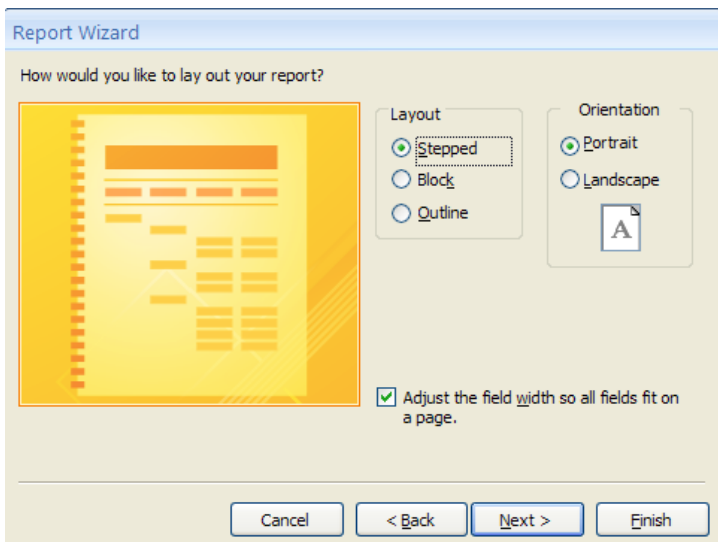 Report Wizard
How would you like to lay out your report?
Layout
Stepped
Block
Outline
Orientation
Portrait
Landscape
A
Adjust the field width so all fields fit on
a page.
Cancel
< Back
Next >
Finish